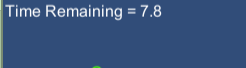 Time Remaining = 7.8